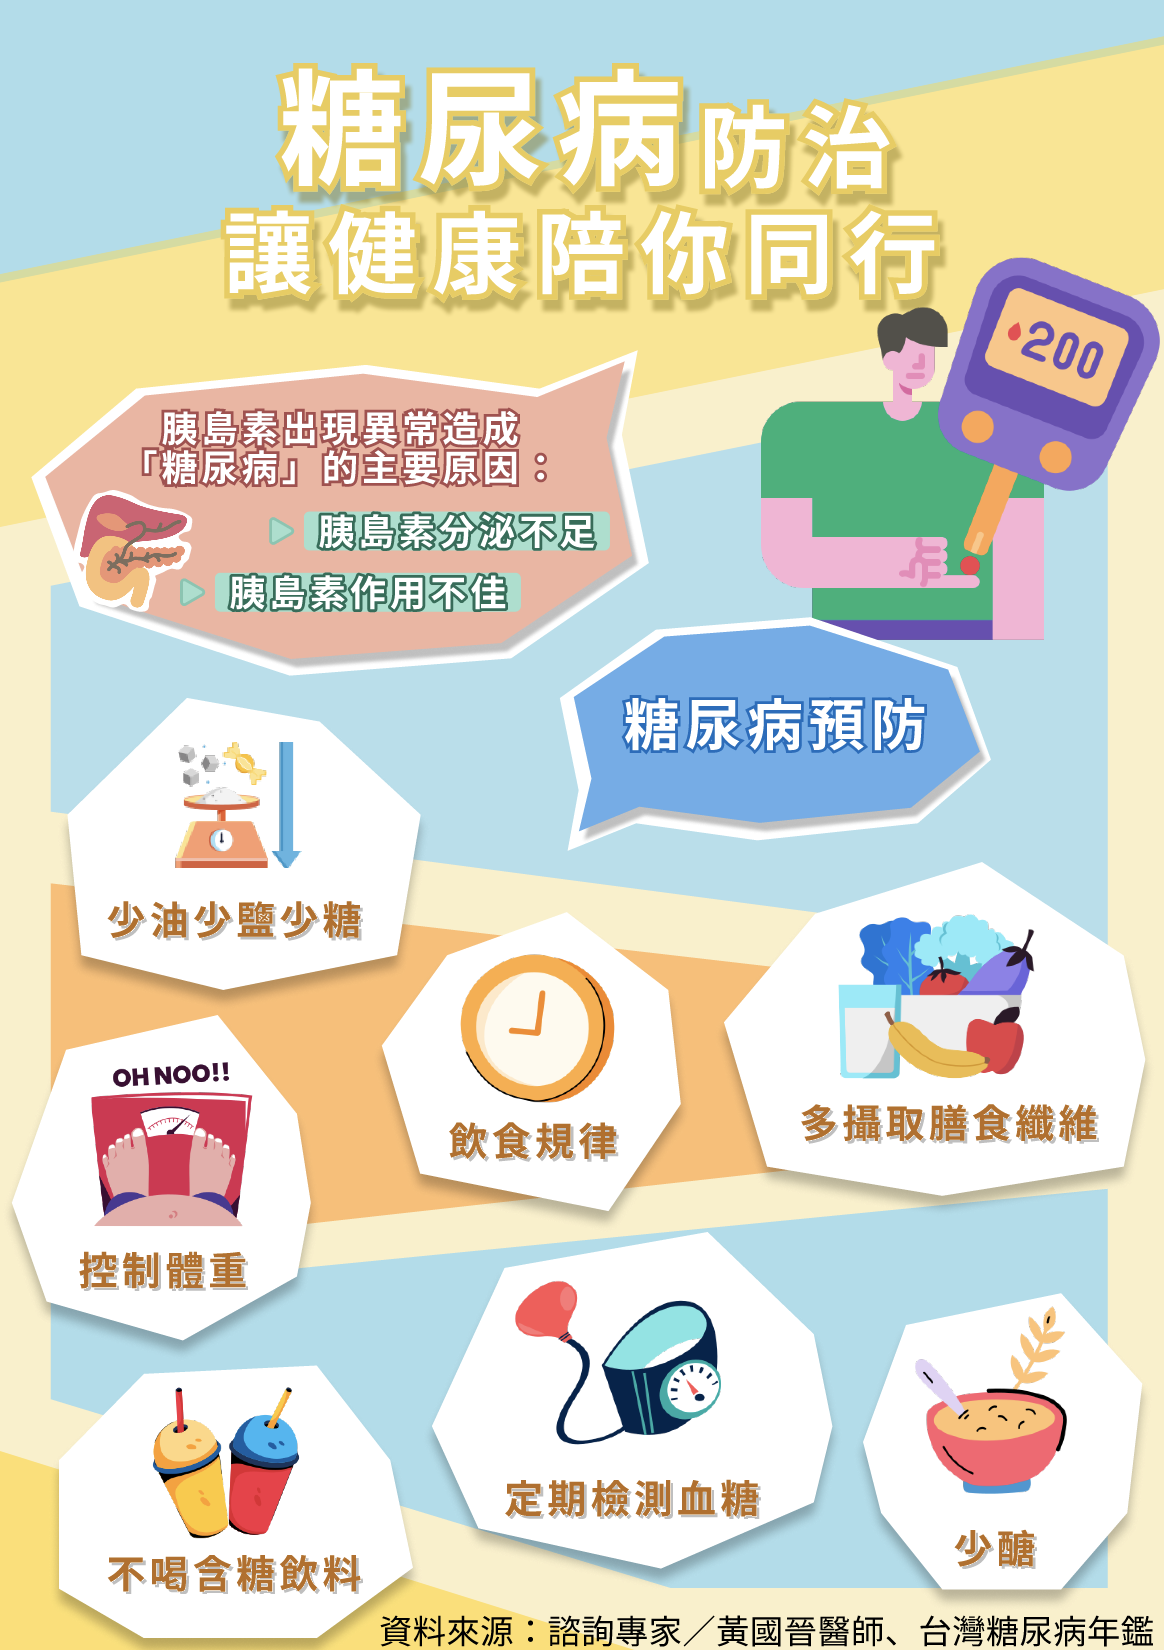 糖尿病防治
讓健康陪你同行
200
胰島素出現異常造成
「糖尿病」的主要原因：
胰島素分泌不足
胰島素作用不佳
糖尿病預防
少油少鹽少糖
飲食規律
多攝取膳食纖維
OH NOO!!
控制體重
定期檢測血糖
少醣
不喝含糖飲料
資料來源：諮詢專家／黃國晉醫師、台灣糖尿病年鑑